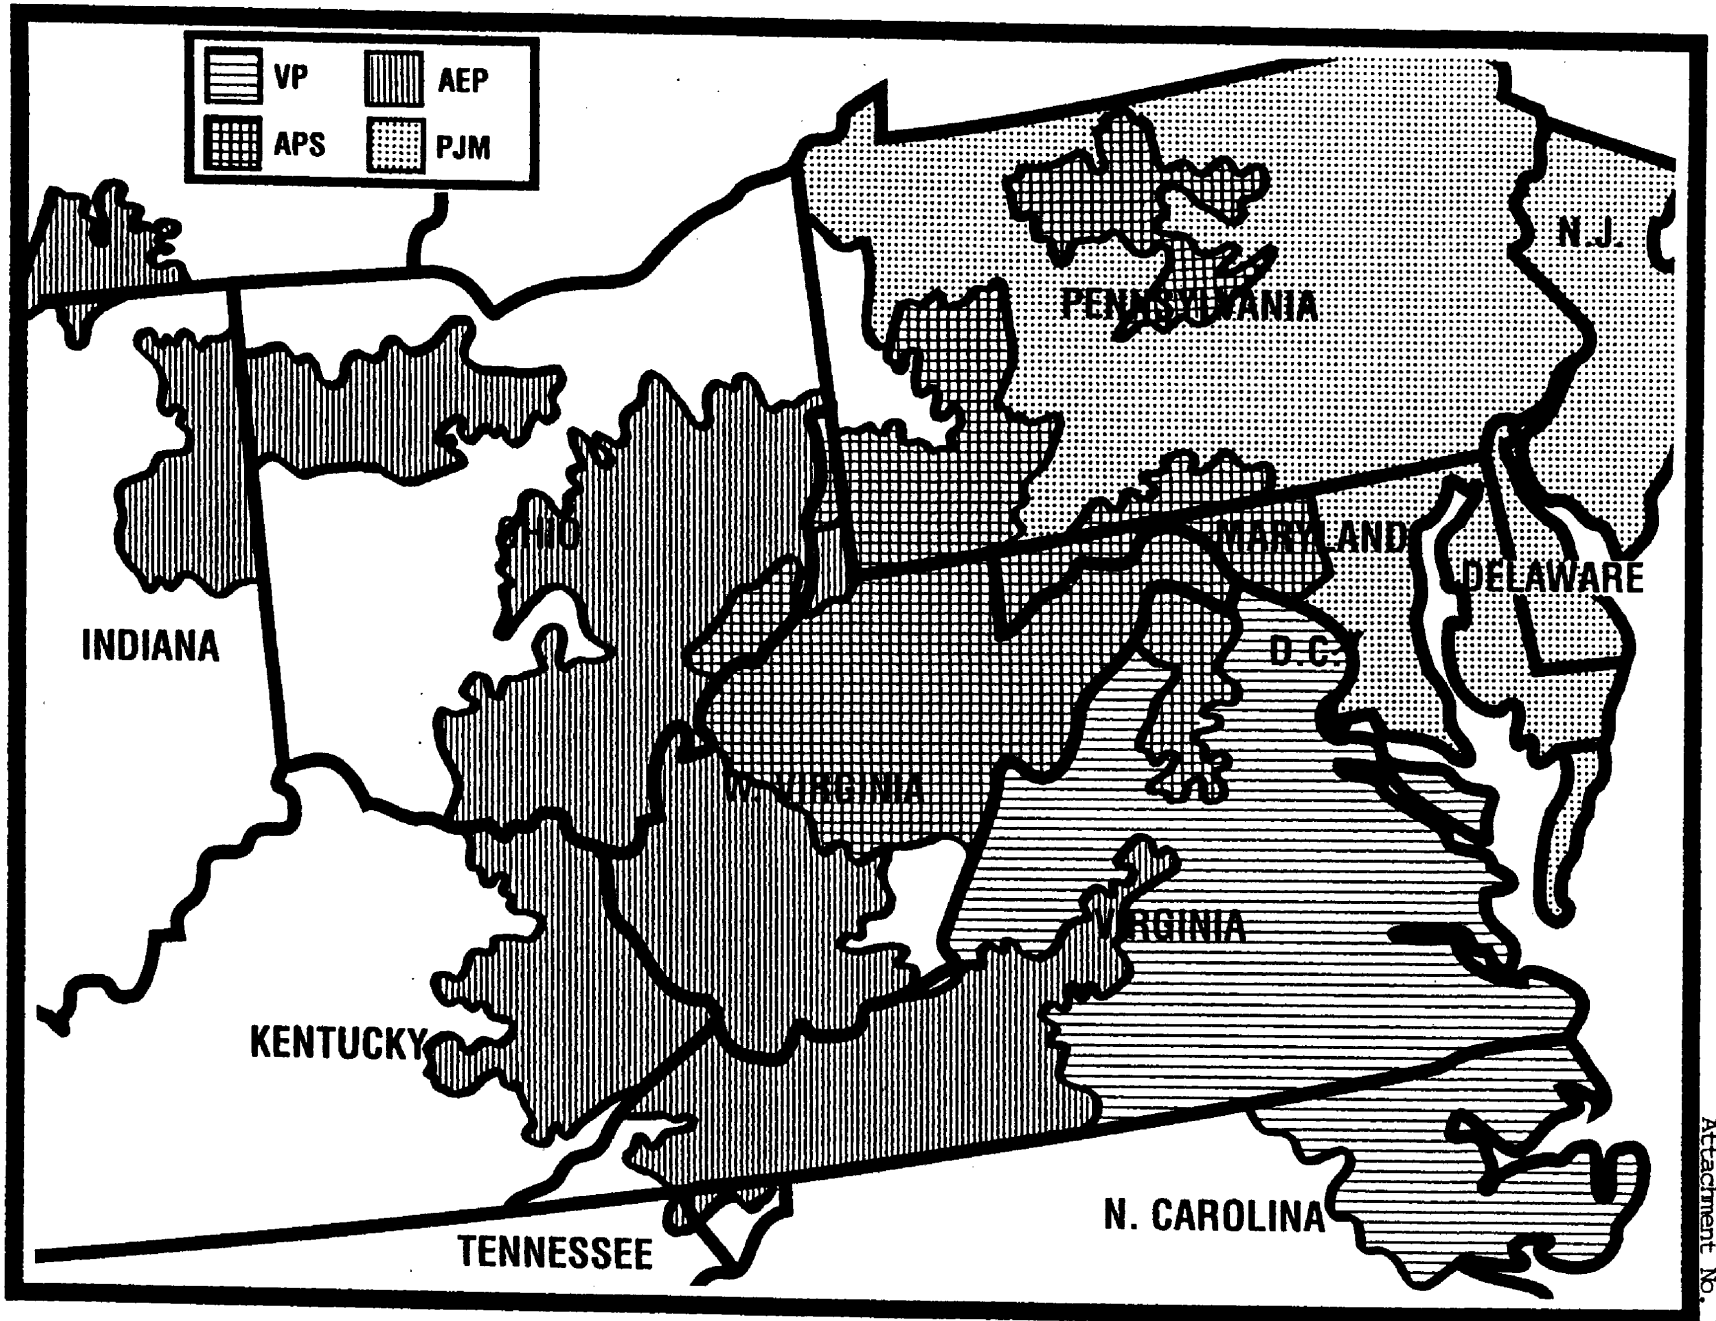 VP
AEP
APS
PJM
N.J.
PENNSYLVANIA
OHIO
MARYLAND
DELAWARE
INDIANA
D.C.
W. VIRGINIA
VIRGINIA
KENTUCKY
N. CAROLINA
TENNESSEE
Attachment No.